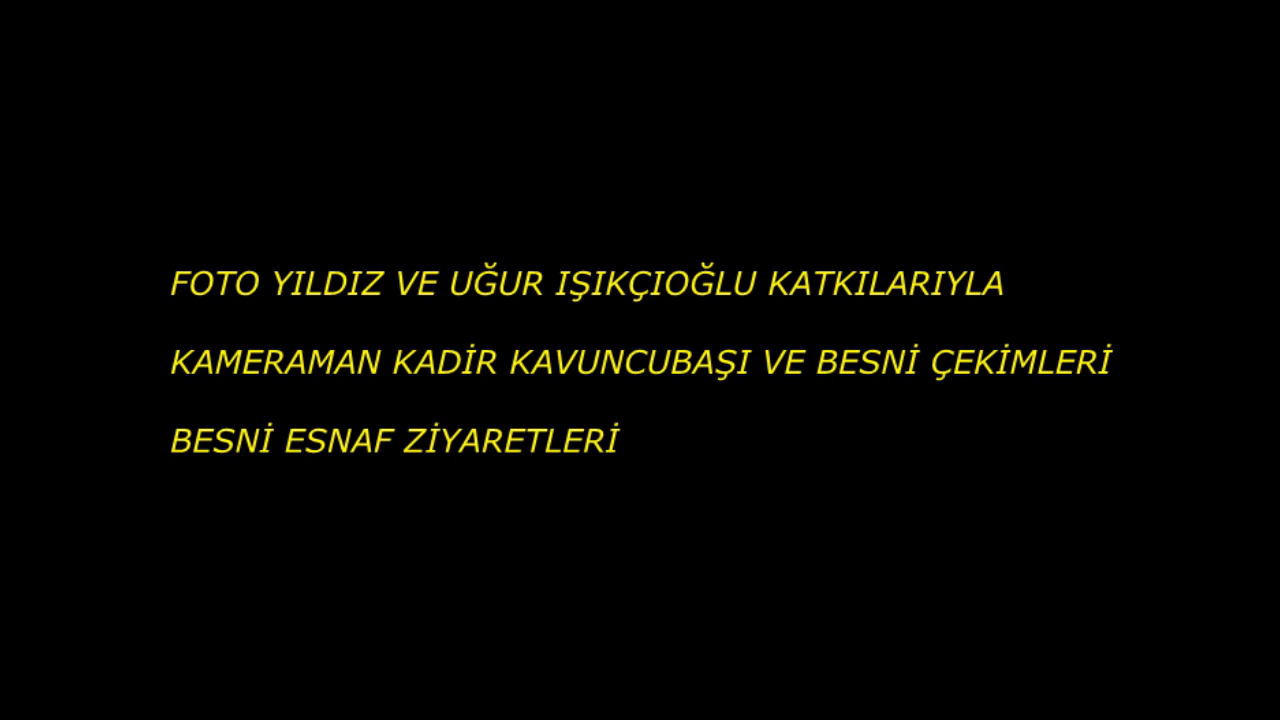 FOTO YILDIZ VE UĞUR IŞIKÇIOĞLU KATKILARIYLA
KAMERAMAN KADİR KAVUNCUBAŞI VE BESNİ ÇEKİMLERİ
BESNİ ESNAF ZİYARETLERİ